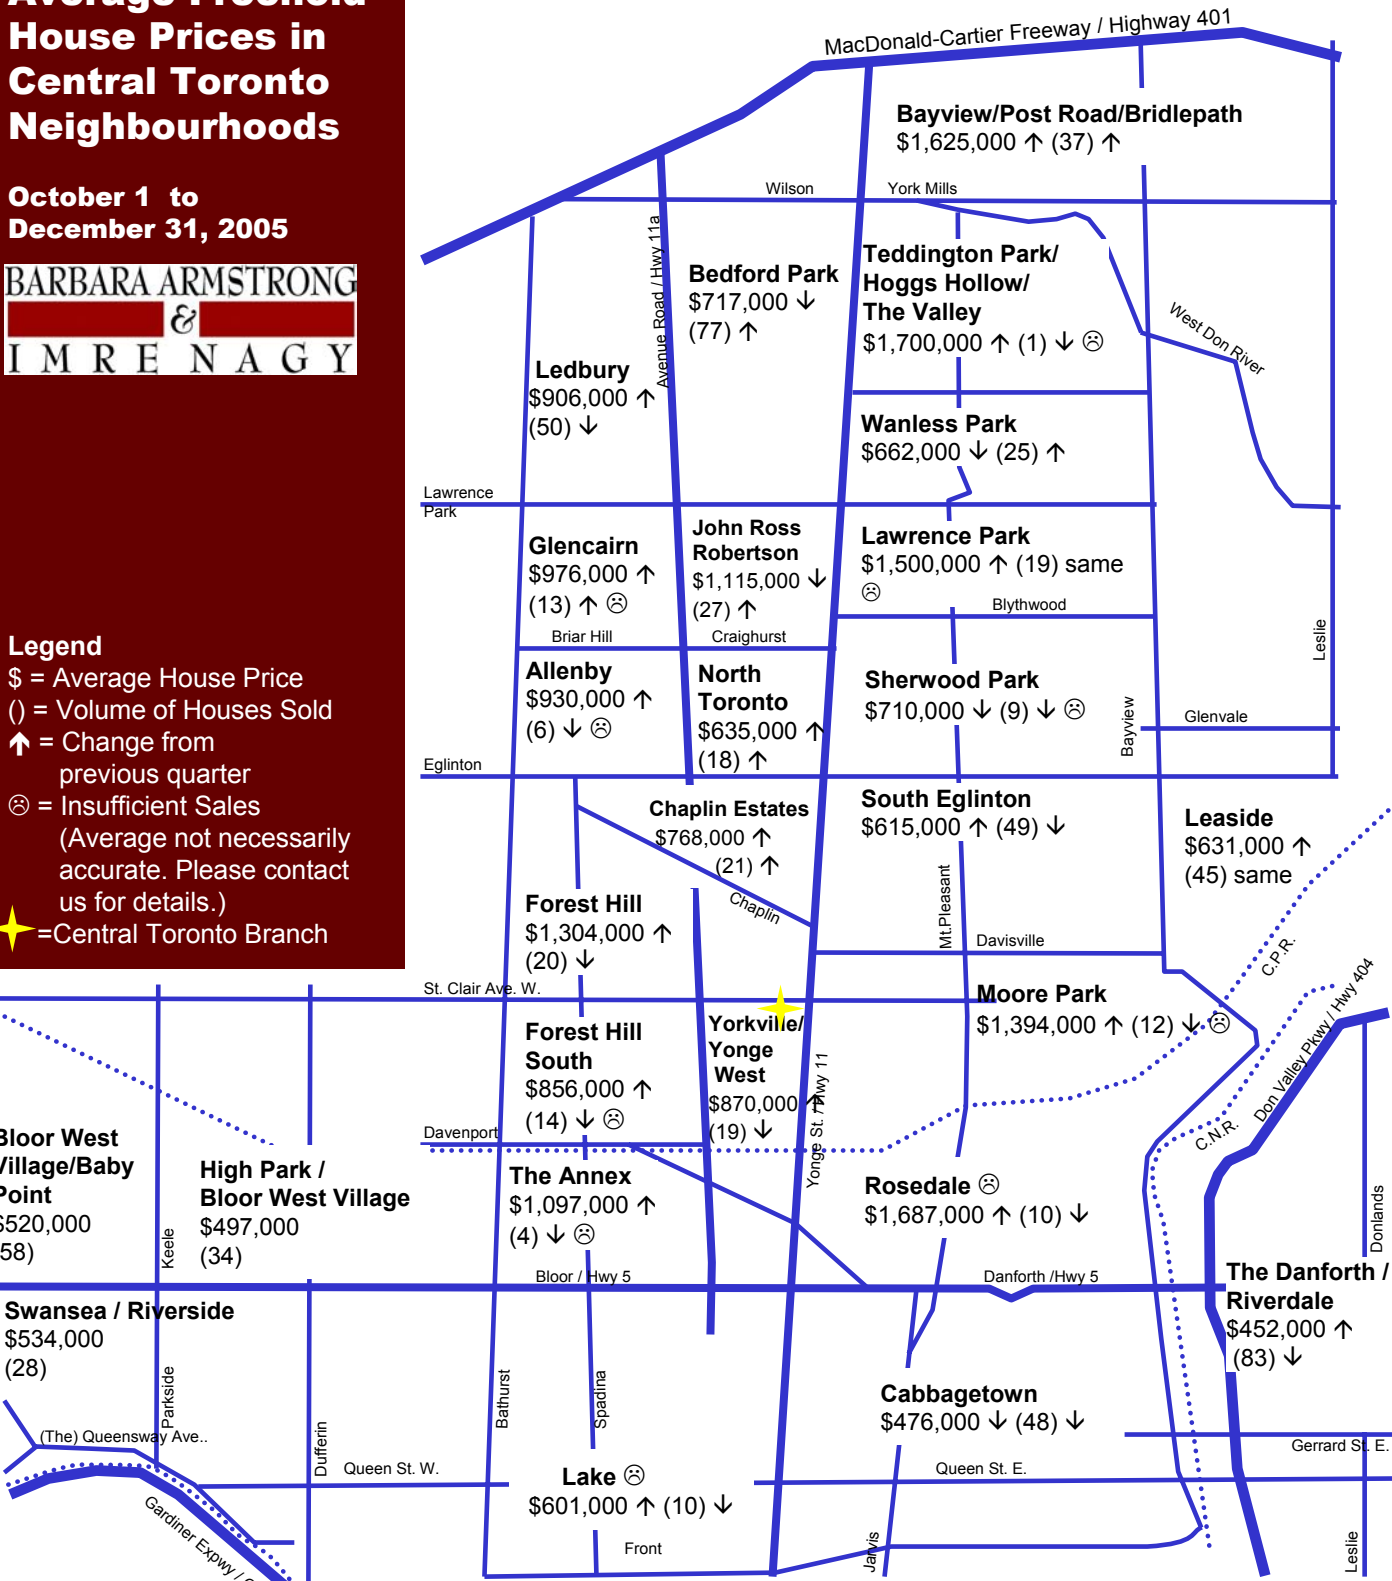 Average Freehold
House Prices in
Central Toronto
Neighbourhoods
October 1 to
December 31, 2005
BARBARA ARMSTRONG
&
IMRE NAGY
Legend
$ = Average House Price
() = Volume of Houses Sold
↑ = Change from
previous quarter
☹ = Insufficient Sales
(Average not necessarily
accurate. Please contact
us for details.)
=Central Toronto Branch
MacDonald-Cartier Freeway / Highway 401
Bayview/Post Road/Bridlepath
$1,625,000 ↑ (37) ↑
Wilson
York Mills
Avenue Road / Hwy 11a
Bedford Park
$717,000 ↓
(77) ↑
Teddington Park/
Hoggs Hollow/
The Valley
$1,700,000 ↑ (1) ↓ ☹
West Don River
Ledbury
$906,000 ↑
(50) ↓
Wanless Park
$662,000 ↓ (25) ↑
Lawrence
Park
Glencairn
$976,000 ↑
(13) ↑ ☹
John Ross
Robertson
$1,115,000 ↓
(27) ↑
Lawrence Park
$1,500,000 ↑ (19) same
☹
Blythwood
Leslie
Briar Hill
Craighurst
Allenby
$930,000 ↑
(6) ↓ ☹
North
Toronto
$635,000 ↑
(18) ↑
Sherwood Park
$710,000 ↓ (9) ↓ ☹
Bayview
Glenvale
Eglinton
Chaplin Estates
$768,000 ↑
(21) ↑
Chaplin
South Eglinton
$615,000 ↑ (49) ↓
Leaside
$631,000 ↑
(45) same
Forest Hill
$1,304,000 ↑
(20) ↓
Mt.Pleasant
Davisville
C.P.R.
St. Clair Ave. W.
Moore Park
$1,394,000 ↑ (12) ↓ ☹
Don Valley Pkwy / Hwy 404
Forest Hill
South
$856,000 ↑
(14) ↓ ☹
Yorkville/
Yonge
West
$870,000 ↑
(19) ↓
Yonge St. / Hwy 11
C.N.R.
Davenport
Bloor West
Village/Baby
Point
$520,000
(58)
High Park /
Bloor West Village
$497,000
(34)
Keele
The Annex
$1,097,000 ↑
(4) ↓ ☹
Rosedale ☹
$1,687,000 ↑ (10) ↓
Donlands
Bloor / Hwy 5
Danforth /Hwy 5
The Danforth /
Riverdale
$452,000 ↑
(83) ↓
Swansea / Riverside
$534,000
(28)
Parkside
Dufferin
Bathurst
Spadina
Cabbagetown
$476,000 ↓ (48) ↓
(The) Queensway Ave..
Gerrard St. E.
Queen St. W.
Queen St. E.
Lake ☹
$601,000 ↑ (10) ↓
Gardiner Expwy /
Front
Jarvis
Leslie